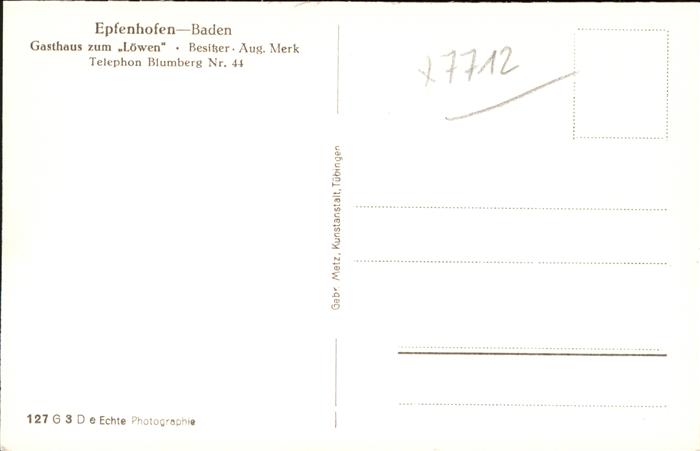 Epfenhofen—Baden
Gasthaus zum „Löwen" · Besitzer · Aug. Merk
Telephon Blumberg Nr. 44
x7712
Gebr. Metz, Kunstanstalt, Tübingen
127 G 3 D e Echte Photographie